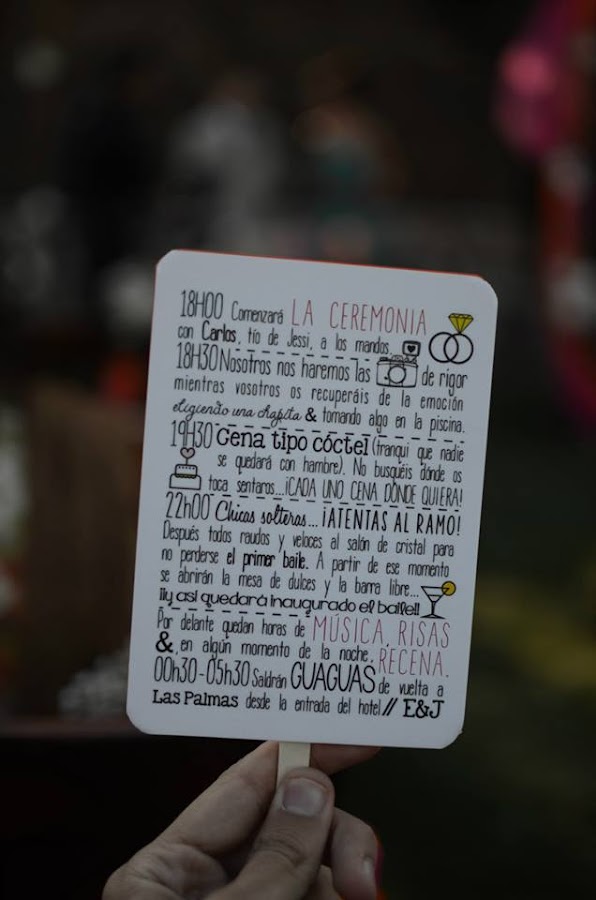 18H00 Comenzará LA CEREMONIA
con Carlos, tío de Jessi, a los mandos...
18H30 Nosotros nos haremos las de rigor
mientras vosotros os recuperáis de la emoción
eligiendo una chapita & tomando algo en la piscina.
19H30 Cena tipo cóctel (tranqui que nadie
se quedará con hambre). No busquéis dónde os
toca sentaros...¡CADA UNO CENA DÓNDE QUIERA!
22h00 Chicas solteras... ¡ATENTAS AL RAMO!
Después todos raudos y veloces al salón de cristal para
no perderse el primer baile. A partir de ese momento
se abrirán la mesa de dulces y la barra libre...
¡¡y así quedará inaugurado el baile!!
Por delante quedan horas de MÚSICA, RISAS
&, en algún momento de la noche, RECENA.
00h30-05h30 Saldrán GUAGUAS de vuelta a
Las Palmas desde la entrada del hotel // E&J